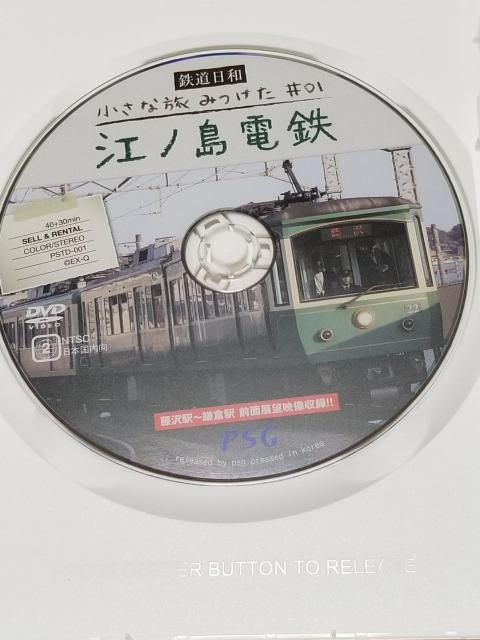 鉄道日和
小さな旅 みつけた #01
江ノ島電鉄
40+30min
SELL & RENTAL
COLOR/STEREO
PSTD-001
©EX-Q
DVD
VIDEO
2
NTSC
日本国内向
22
藤沢駅～鎌倉駅 前面展望映像収録!!
PSG
released by psg pressed in korea
BUTTON TO RELEASE